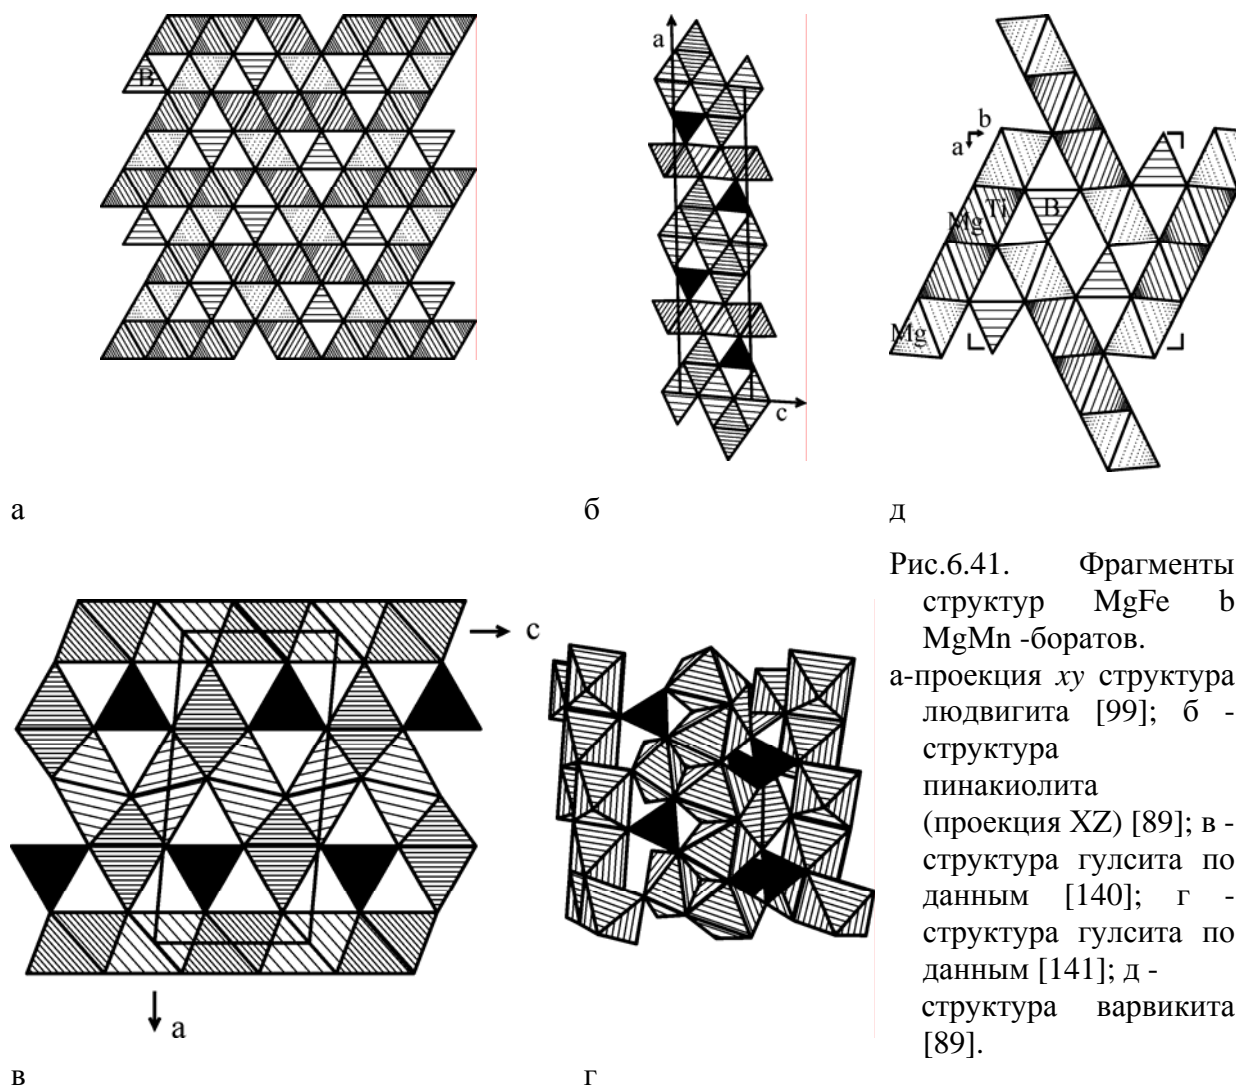 B
a
c
b
a
Mg
Ti
B
Mg
а
б
д
c
a
в
г
Рис.6.41. Фрагменты
структур MgFe b
MgMn -боратов.
а-проекция xy структура
людвигита [99]; б -
структура
пинакиолита
(проекция XZ) [89]; в -
структура гулсита по
данным [140]; г -
структура гулсита по
данным [141]; д -
структура варвикита
[89].